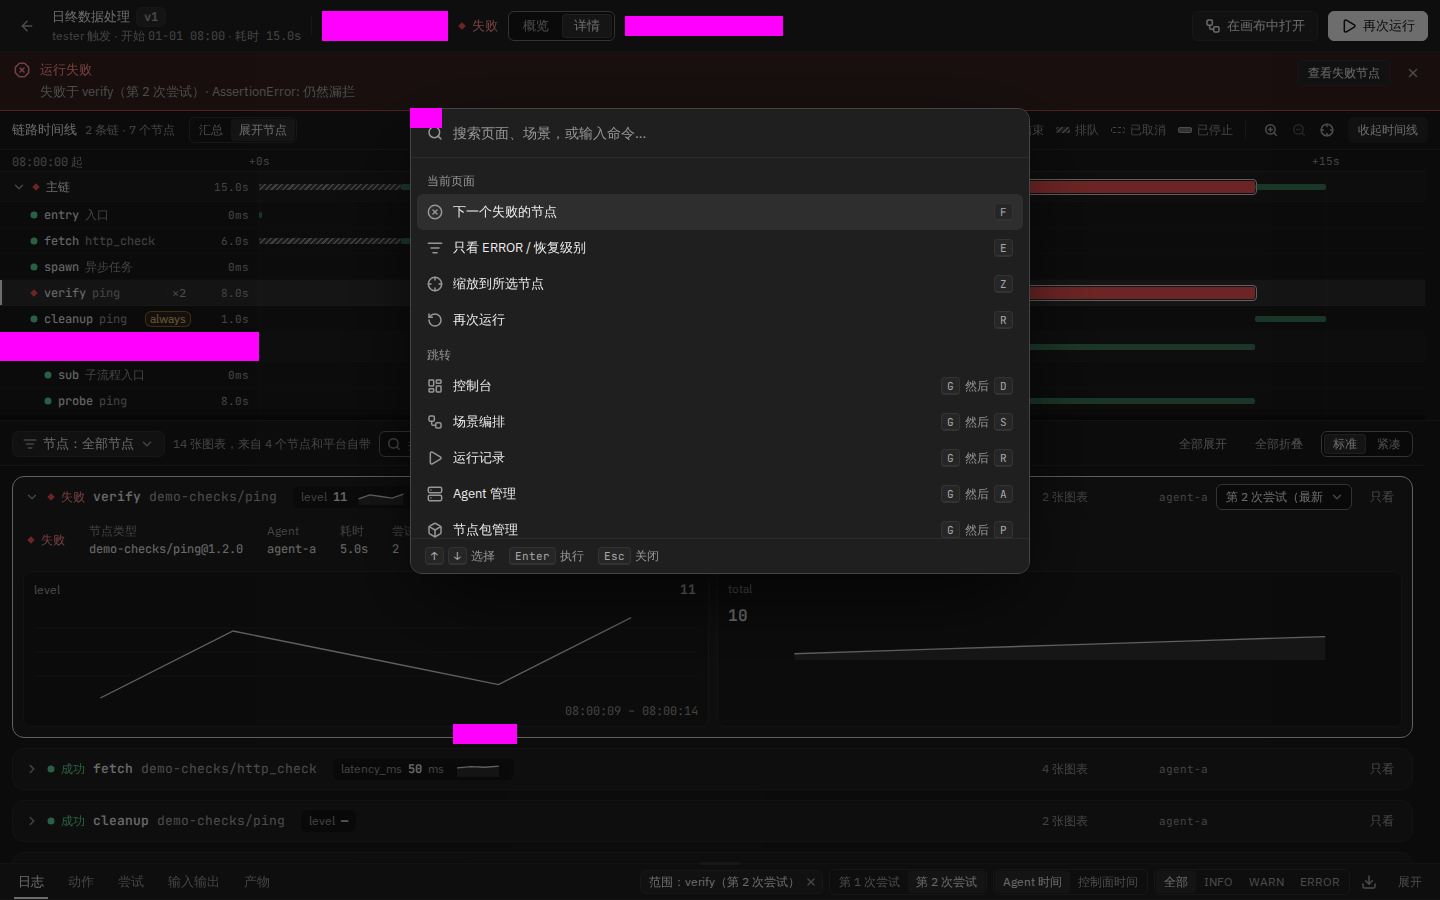 日终数据处理 v1
tester 触发 · 开始 01-01 08:00 · 耗时 15.0s
失败
概览 详情
在画布中打开
再次运行
运行失败
失败于 verify（第 2 次尝试）· AssertionError: 仍然漏拦
查看失败节点
链路时间线 2 条链 · 7 个节点 汇总 展开节点
排队 已取消 已停止 收起时间线
08:00:00 起 +0s +15s
主链 15.0s
entry 入口 0ms
fetch http_check 6.0s
spawn 异步任务 0ms
verify ping ×2 8.0s
cleanup ping always 1.0s
sub 子流程入口 0ms
probe ping 8.0s
搜索页面、场景，或输入命令...
当前页面
下一个失败的节点 F
只看 ERROR / 恢复级别 E
缩放到所选节点 Z
再次运行 R
跳转
控制台 G 然后 D
场景编排 G 然后 S
运行记录 G 然后 R
Agent 管理 G 然后 A
节点包管理 G 然后 P
↑ ↓ 选择 Enter 执行 Esc 关闭
节点：全部节点 14 张图表，来自 4 个节点和平台自带
全部展开 全部折叠 标准 紧凑
失败 verify demo-checks/ping level 11
2 张图表 agent-a 第 2 次尝试（最新 只看
失败
节点类型 Agent 耗时
demo-checks/ping@1.2.0 agent-a 5.0s 2
level 11
08:00:09 – 08:00:14
total
10
成功 fetch demo-checks/http_check latency_ms 50 ms 4 张图表 agent-a 只看
成功 cleanup demo-checks/ping level – 2 张图表 agent-a 只看
日志 动作 尝试 输入输出 产物
范围：verify（第 2 次尝试） 第 1 次尝试 第 2 次尝试 Agent 时间 控制面时间 全部 INFO WARN ERROR 展开